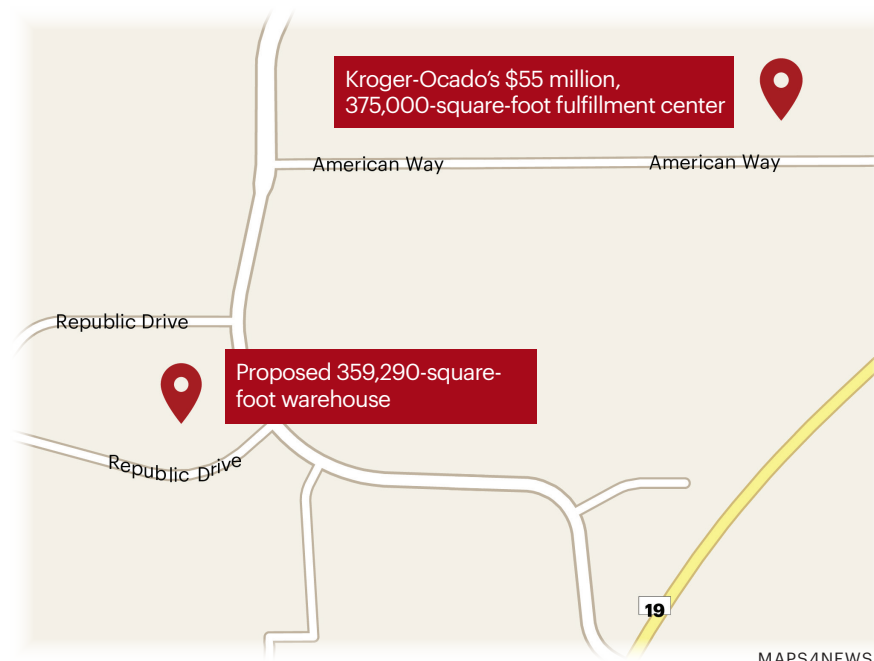 Kroger-Ocado's $55 million,
375,000-square-foot fulfillment center
American Way
American Way
Republic Drive
Proposed 359,290-square-
foot warehouse
Republic Drive
19
MAPS4NEWS